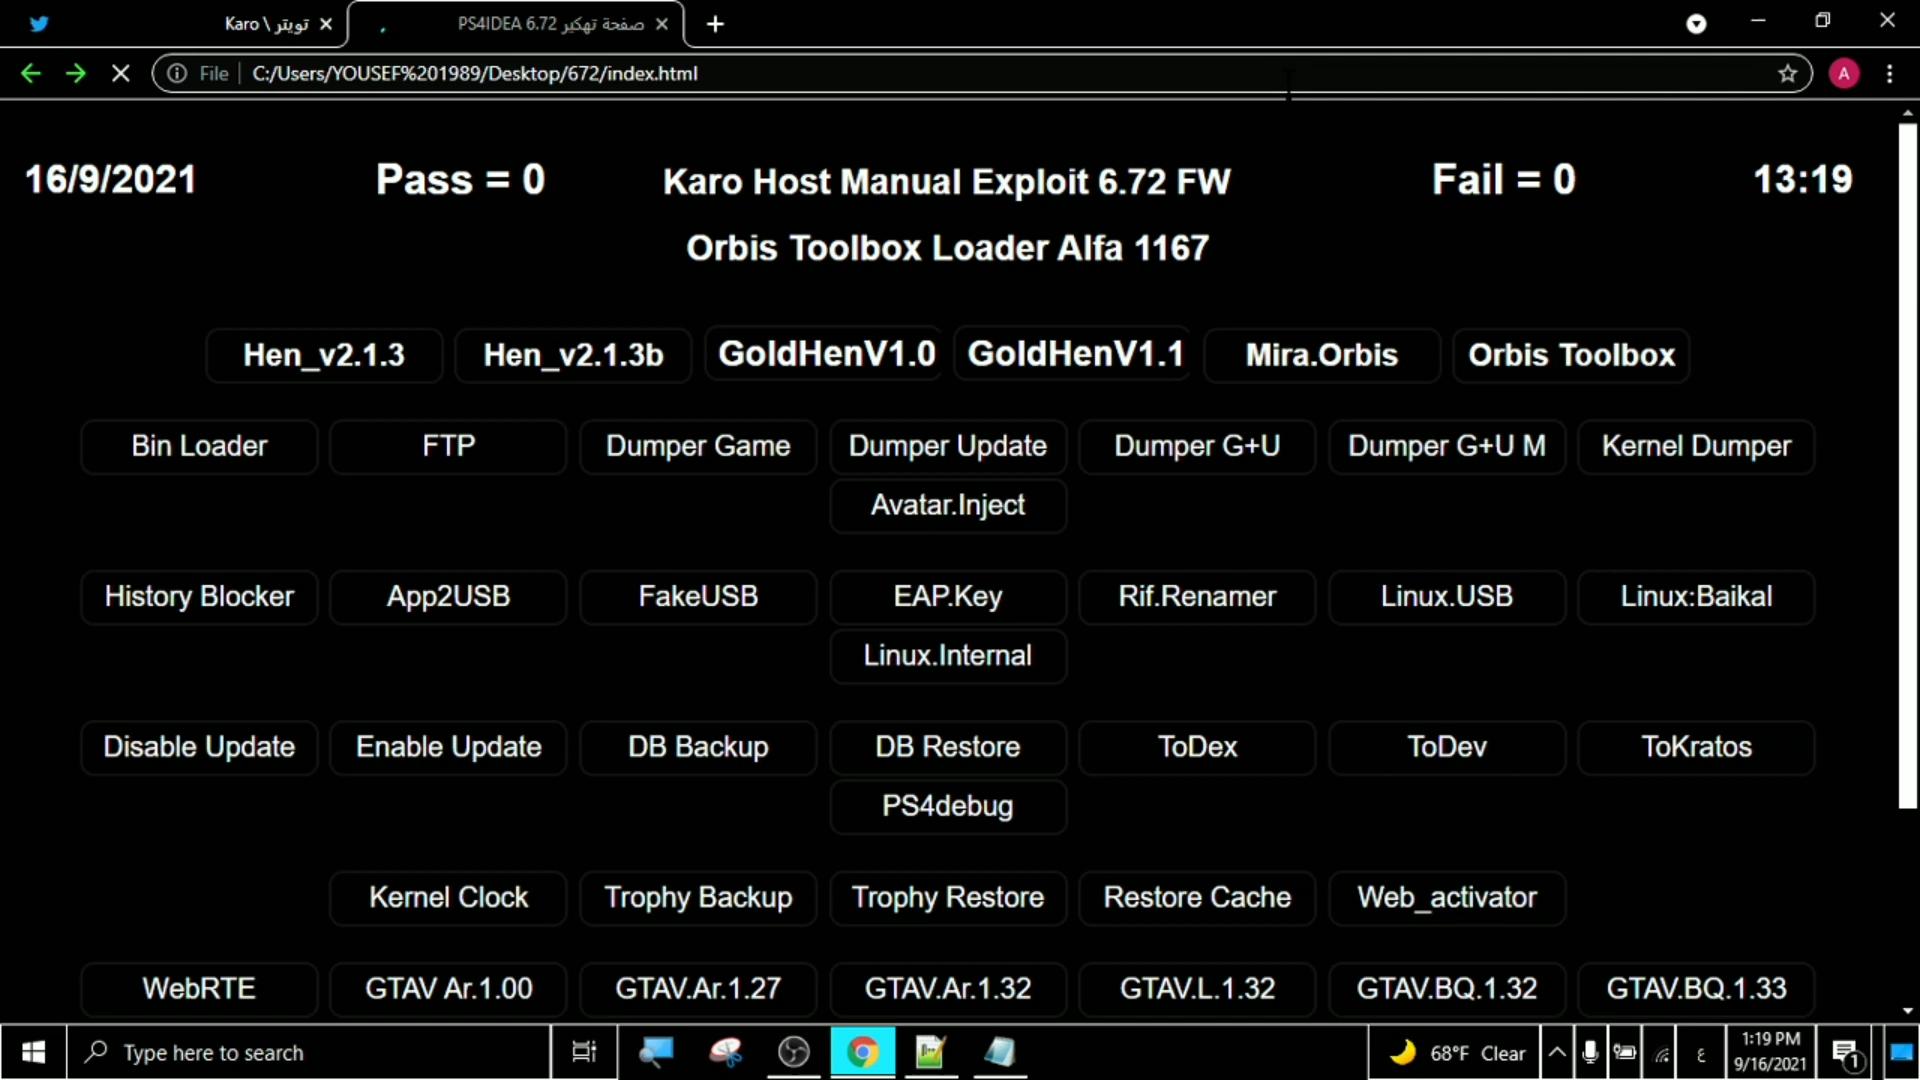 Karo \ تويتر
صفحة تهكير PS4IDEA 6.72
File C:/Users/YOUSEF%201989/Desktop/672/index.html
A
16/9/2021 Pass = 0 Karo Host Manual Exploit 6.72 FW Fail = 0 13:19
Orbis Toolbox Loader Alfa 1167
Hen_v2.1.3 Hen_v2.1.3b GoldHenV1.0 GoldHenV1.1 Mira.Orbis Orbis Toolbox
Bin Loader FTP Dumper Game Dumper Update Dumper G+U Dumper G+U M Kernel Dumper
Avatar.Inject
History Blocker App2USB FakeUSB EAP.Key Rif.Renamer Linux.USB Linux:Baikal
Linux.Internal
Disable Update Enable Update DB Backup DB Restore ToDex ToDev ToKratos
PS4debug
Kernel Clock Trophy Backup Trophy Restore Restore Cache Web_activator
WebRTE GTAV Ar.1.00 GTAV.Ar.1.27 GTAV.Ar.1.32 GTAV.L.1.32 GTAV.BQ.1.32 GTAV.BQ.1.33
Type here to search 68°F Clear ع 1:19 PM 1
9/16/2021